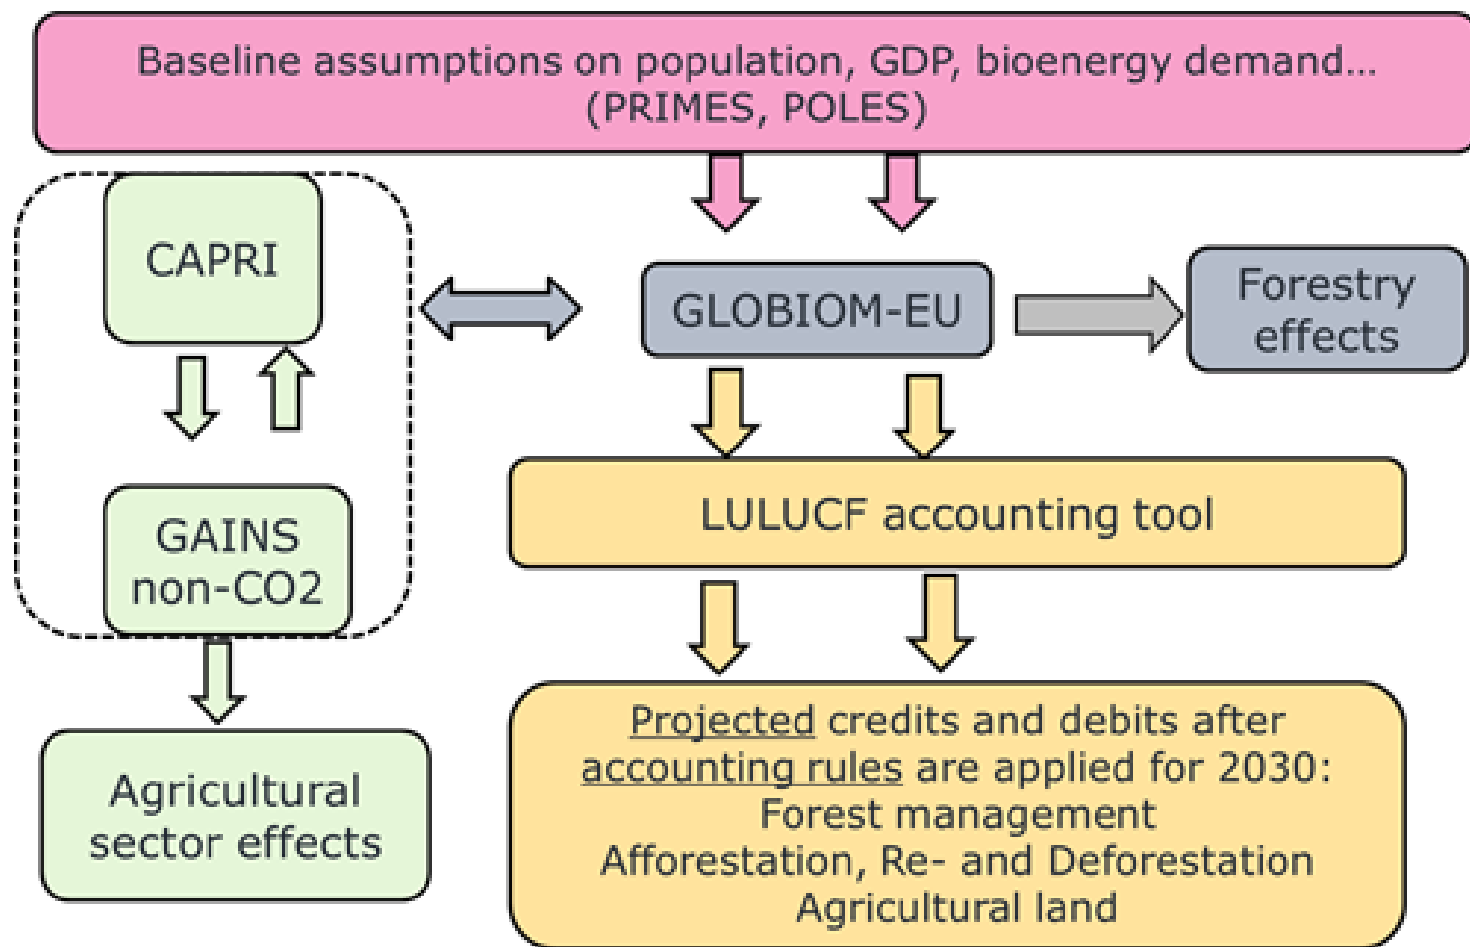 Baseline assumptions on population, GDP, bioenergy demand…
(PRIMES, POLES)
CAPRI
GLOBIOM-EU
Forestry
effects
LULUCF accounting tool
GAINS
non-CO2
Projected credits and debits after
accounting rules are applied for 2030:
Forest management
Afforestation, Re- and Deforestation
Agricultural land
Agricultural
sector effects